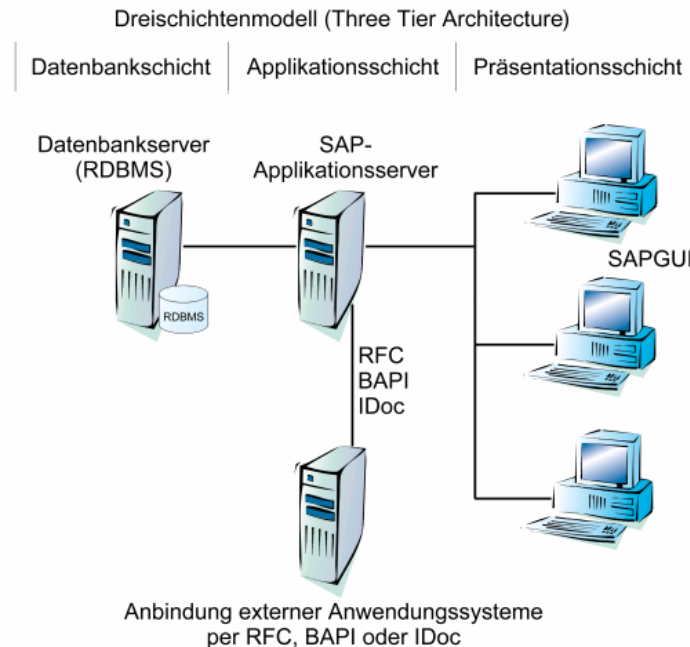 Dreischichtenmodell (Three Tier Architecture)
Datenbankschicht
Applikationsschicht
Präsentationsschicht
Datenbankserver
(RDBMS)
SAP-
Applikationsserver
SAPGUI
RDBMS
RFC
BAPI
IDoc
Anbindung externer Anwendungssysteme
per RFC, BAPI oder IDoc